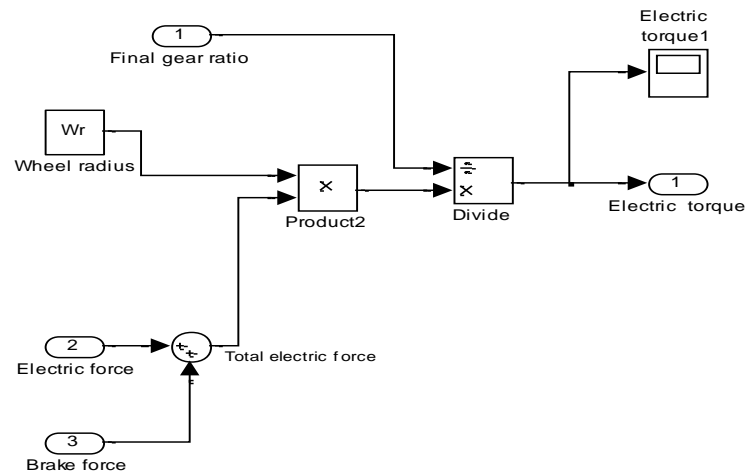 Electric
torque1
1
Final gear ratio
Wr
Wheel radius
x
Product2
÷
x
Divide
1
Electric torque
2
Electric force
+
+
Total electric force
3
Brake force